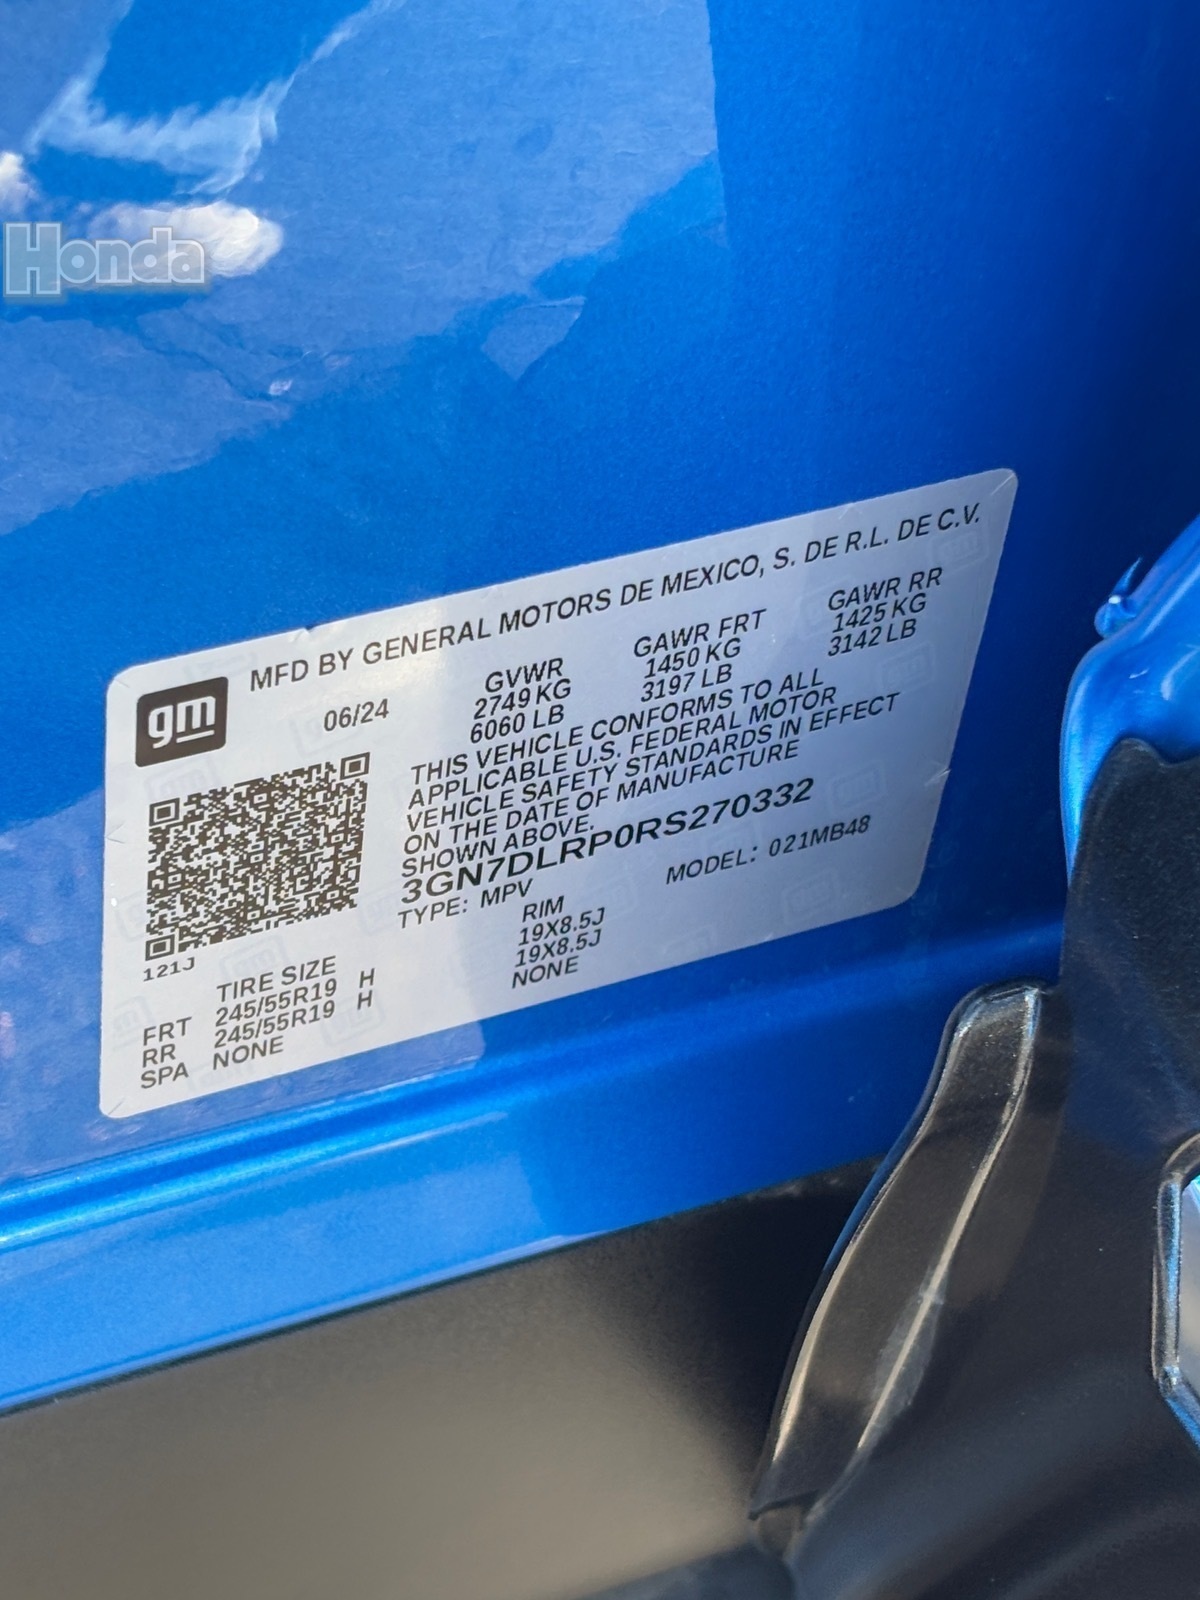 Honda
MFD BY GENERAL MOTORS DE MEXICO, S. DE R.L. DE C.V.
gm
06/24
GVWR
2749 KG
6060 LB
GAWR FRT
1450 KG
3197 LB
GAWR RR
1425 KG
3142 LB
THIS VEHICLE CONFORMS TO ALL
APPLICABLE U.S. FEDERAL MOTOR
VEHICLE SAFETY STANDARDS IN EFFECT
ON THE DATE OF MANUFACTURE
SHOWN ABOVE.
3GN7DLRP0RS270332
TYPE: MPV
MODEL: 021MB48
121J
TIRE SIZE RIM
FRT 245/55R19 H 19X8.5J
RR 245/55R19 H 19X8.5J
SPA NONE NONE